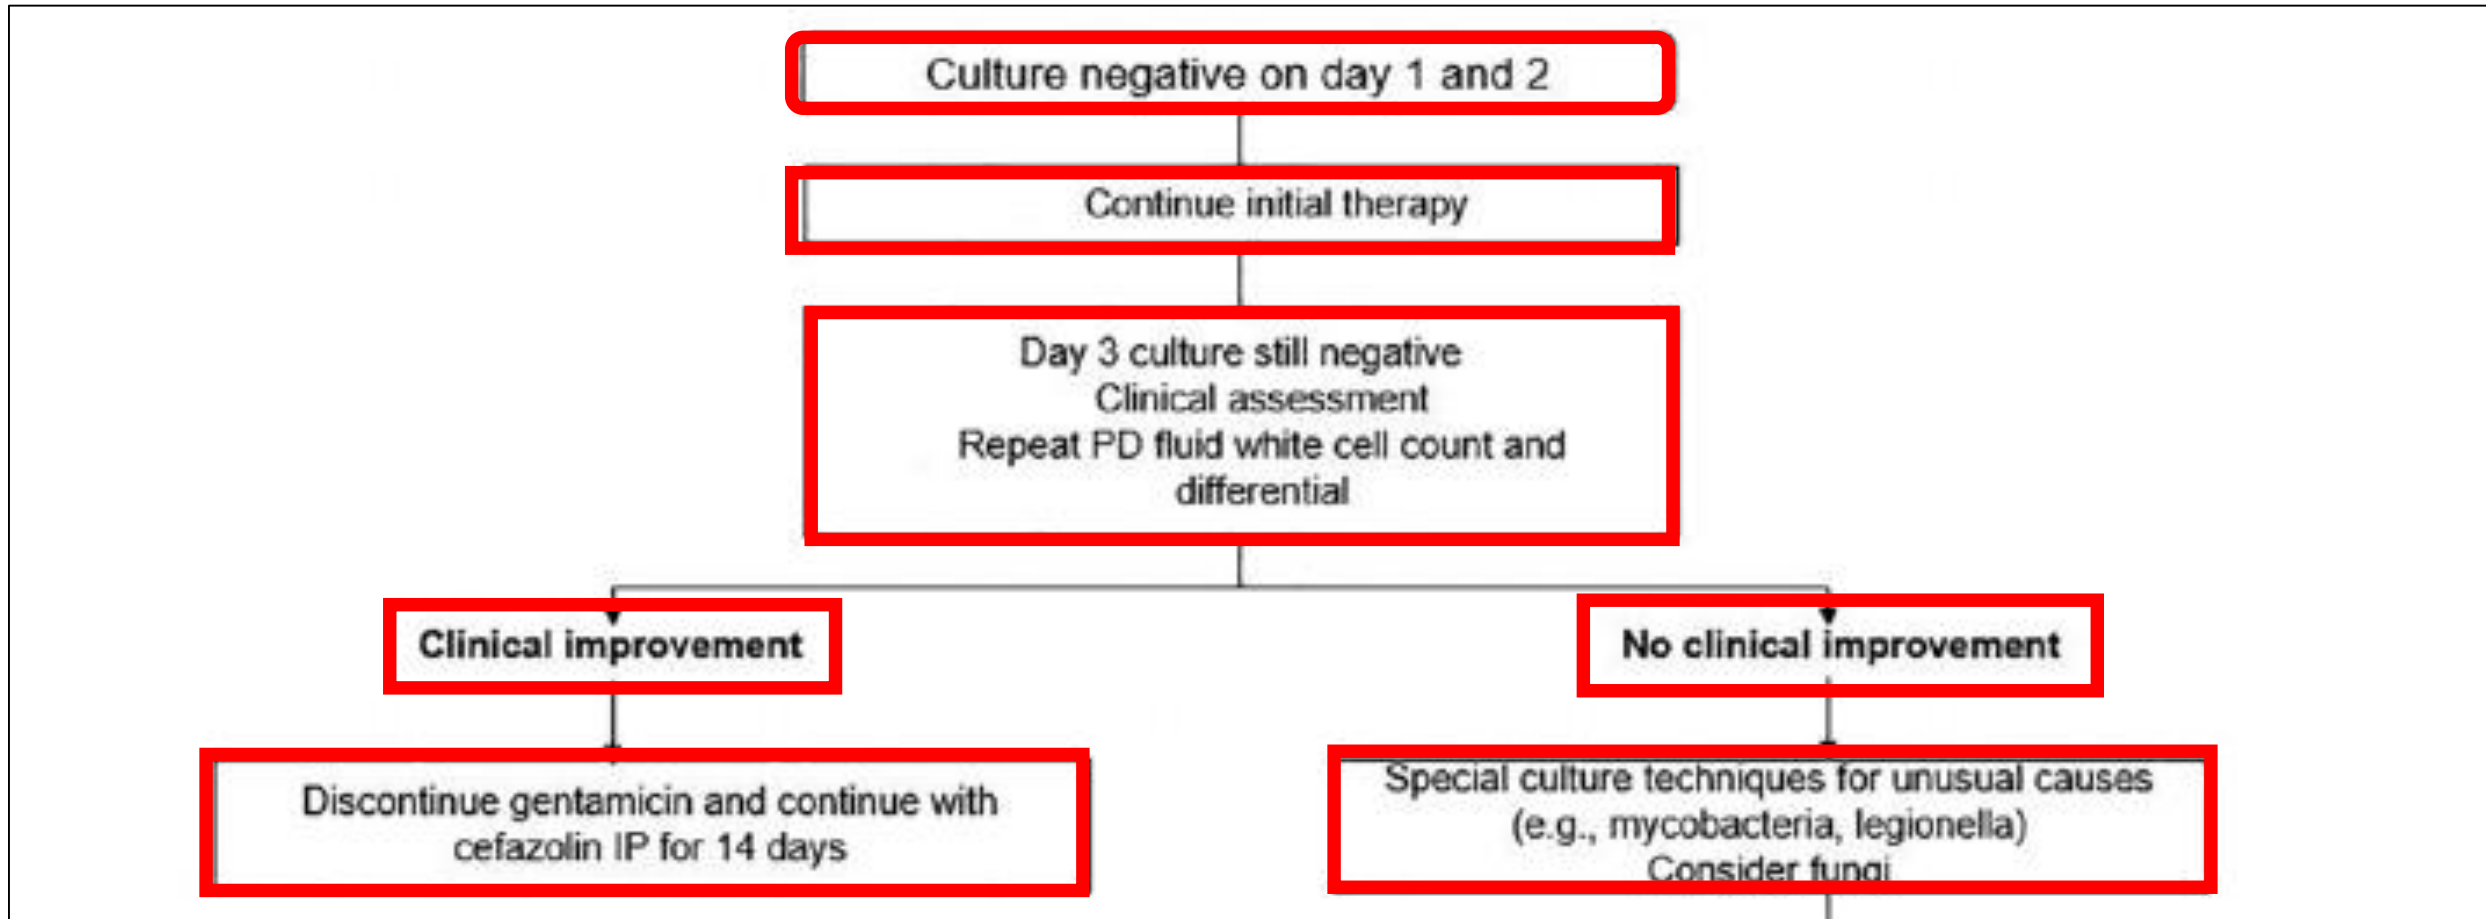 Culture negative on day 1 and 2
Continue initial therapy
Day 3 culture still negative
Clinical assessment
Repeat PD fluid white cell count and
differential
Clinical improvement
No clinical improvement
Discontinue gentamicin and continue with
cefazolin IP for 14 days
Special culture techniques for unusual causes
(e.g., mycobacteria, legionella)
Consider fungi